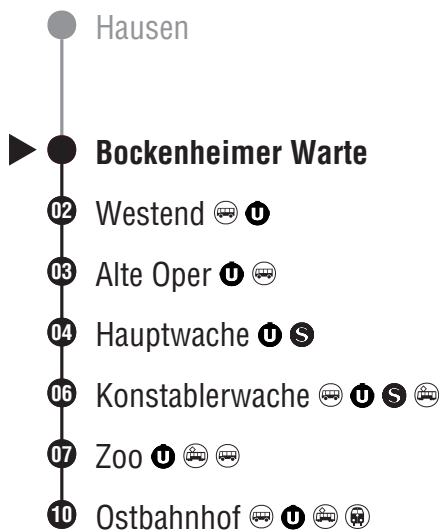 Hausen
Bockenheimer Warte
02 Westend U
03 Alte Oper U
04 Hauptwache U S
06 Konstablerwache U S
07 Zoo U
10 Ostbahnhof U